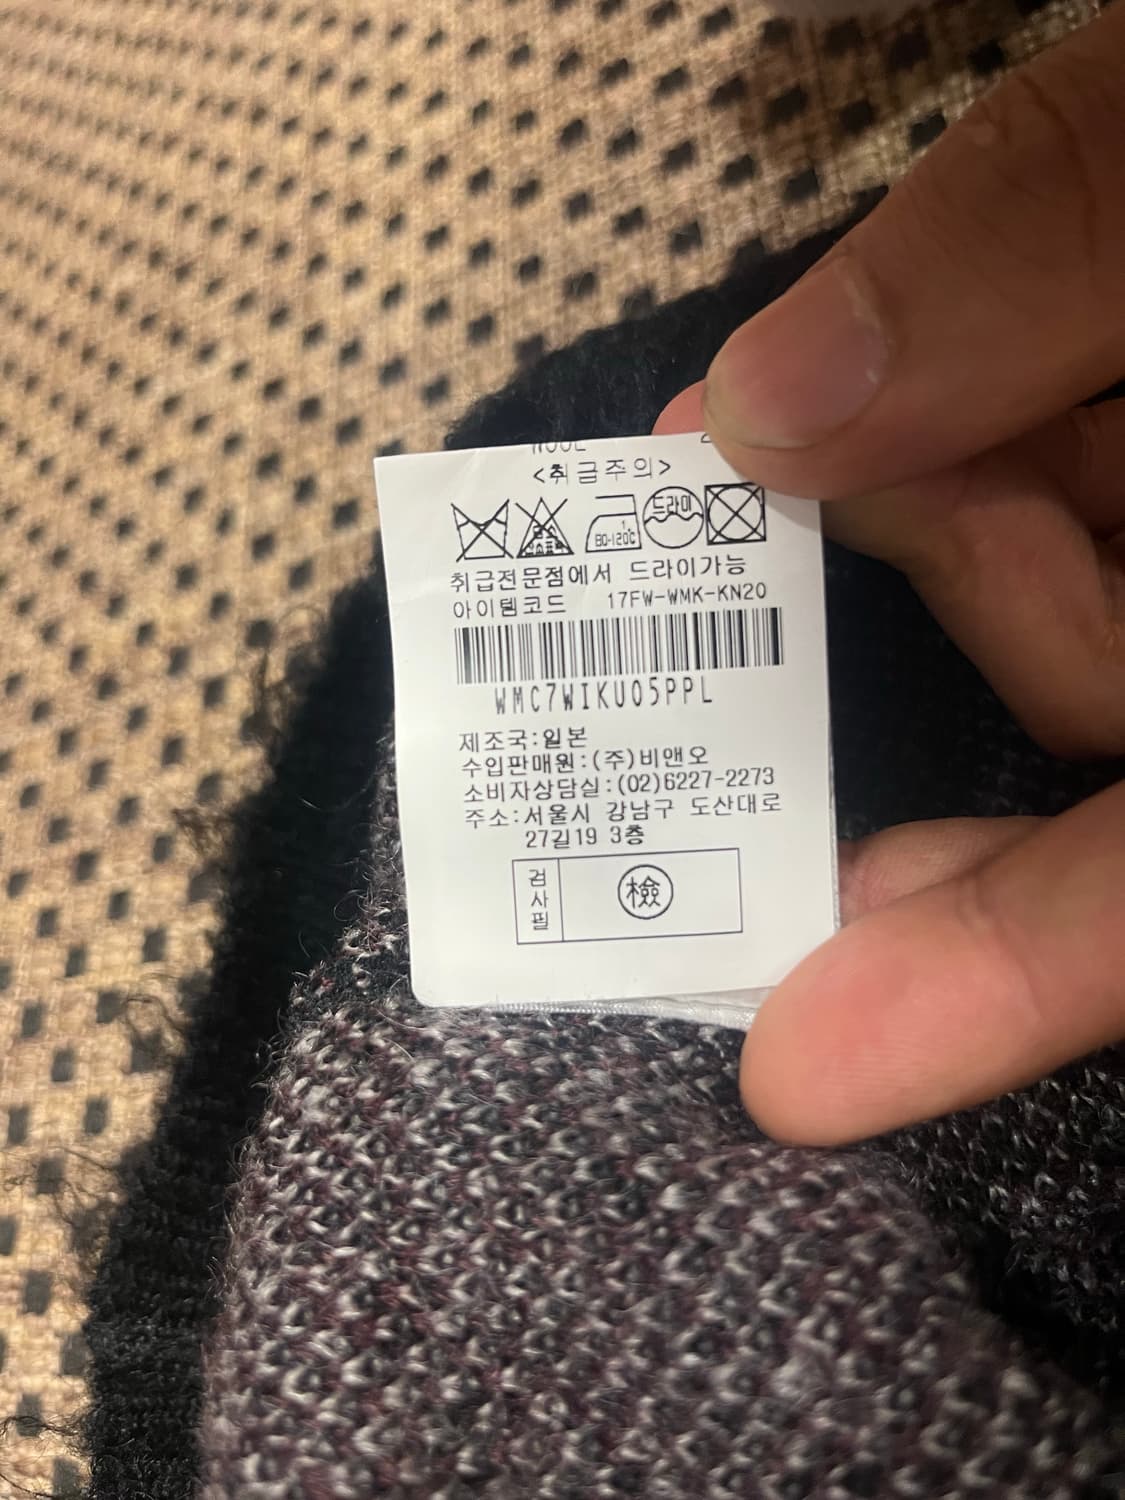 <취급주의>
드라이
염소표백
80-120℃
취급전문점에서 드라이가능
아이템코드 17FW-WMK-KN20
WMC7WIKU05PPL
제조국:일본
수입판매원:(주)비앤오
소비자상담실:(02)6227-2273
주소:서울시 강남구 도산대로
27길19 3층
검사필
檢